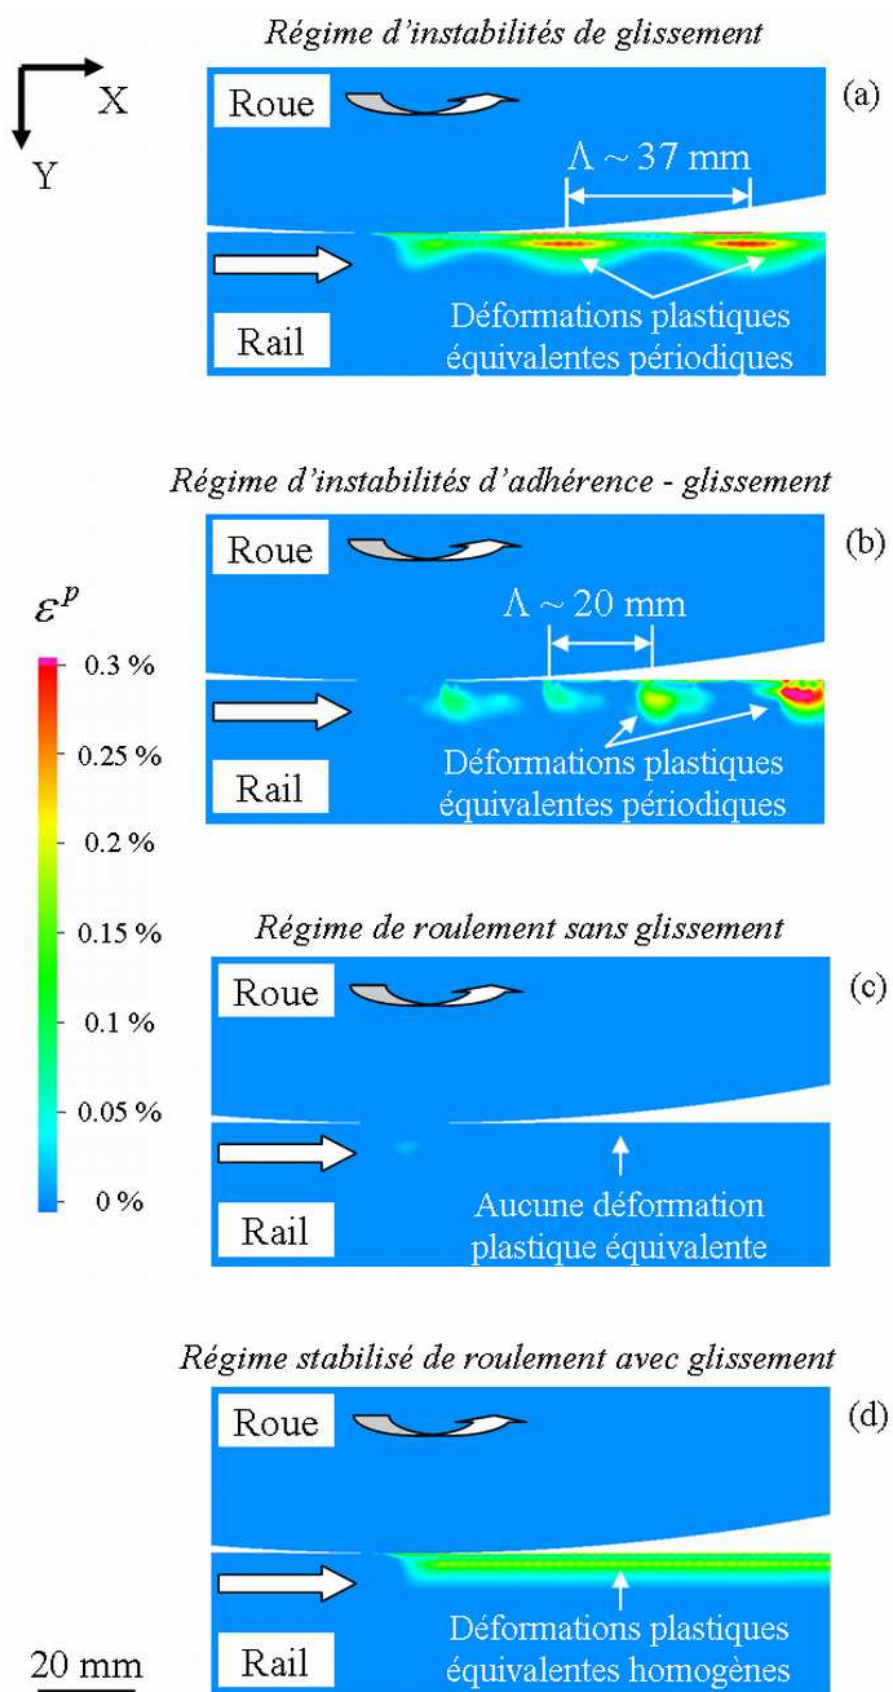 Régime d'instabilités de glissement
X
Y
Roue
(a)
Λ ~ 37 mm
Déformations plastiques
équivalentes périodiques
Rail
Régime d'instabilités d'adhérence - glissement
Roue
(b)
Λ ~ 20 mm
Déformations plastiques
équivalentes périodiques
Rail
εᵖ
0.3 %
0.25 %
0.2 %
0.15 %
0.1 %
0.05 %
0 %
Régime de roulement sans glissement
Roue
(c)
Aucune déformation
plastique équivalente
Rail
Régime stabilisé de roulement avec glissement
Roue
(d)
Déformations plastiques
équivalentes homogènes
Rail
20 mm